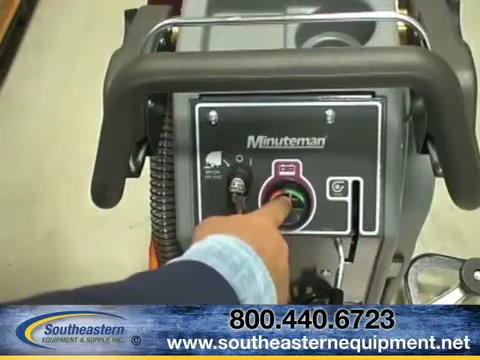 Minuteman
Southeastern
EQUIPMENT & SUPPLY, INC.
800.440.6723
www.southeasternequipment.net